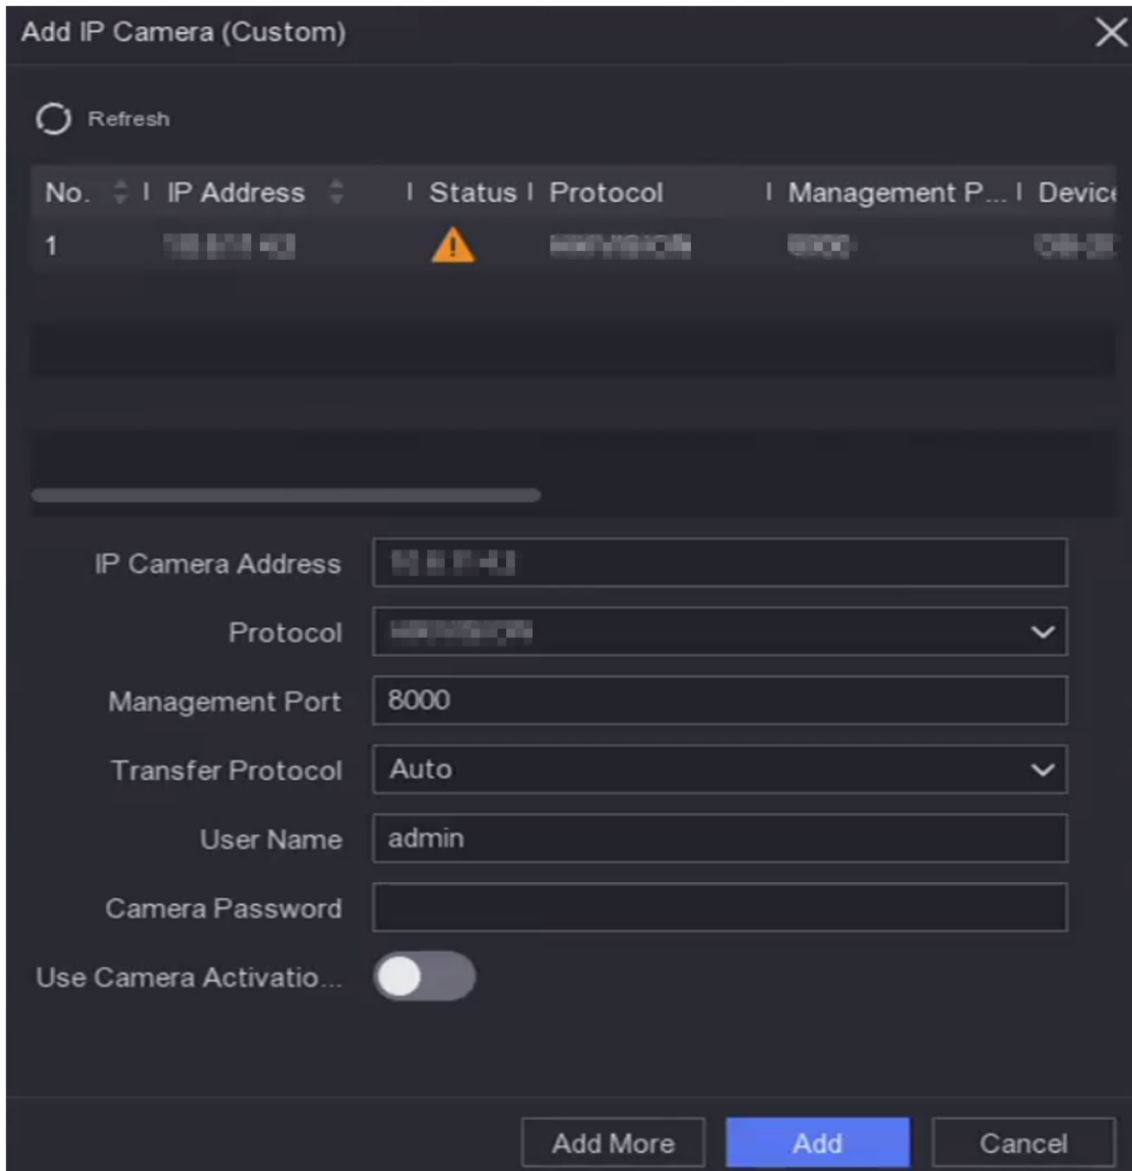 Add IP Camera (Custom)
Refresh
No. IP Address Status Protocol Management P... Device
1
IP Camera Address
Protocol
Management Port 8000
Transfer Protocol Auto
User Name admin
Camera Password
Use Camera Activatio...
Add More Add Cancel